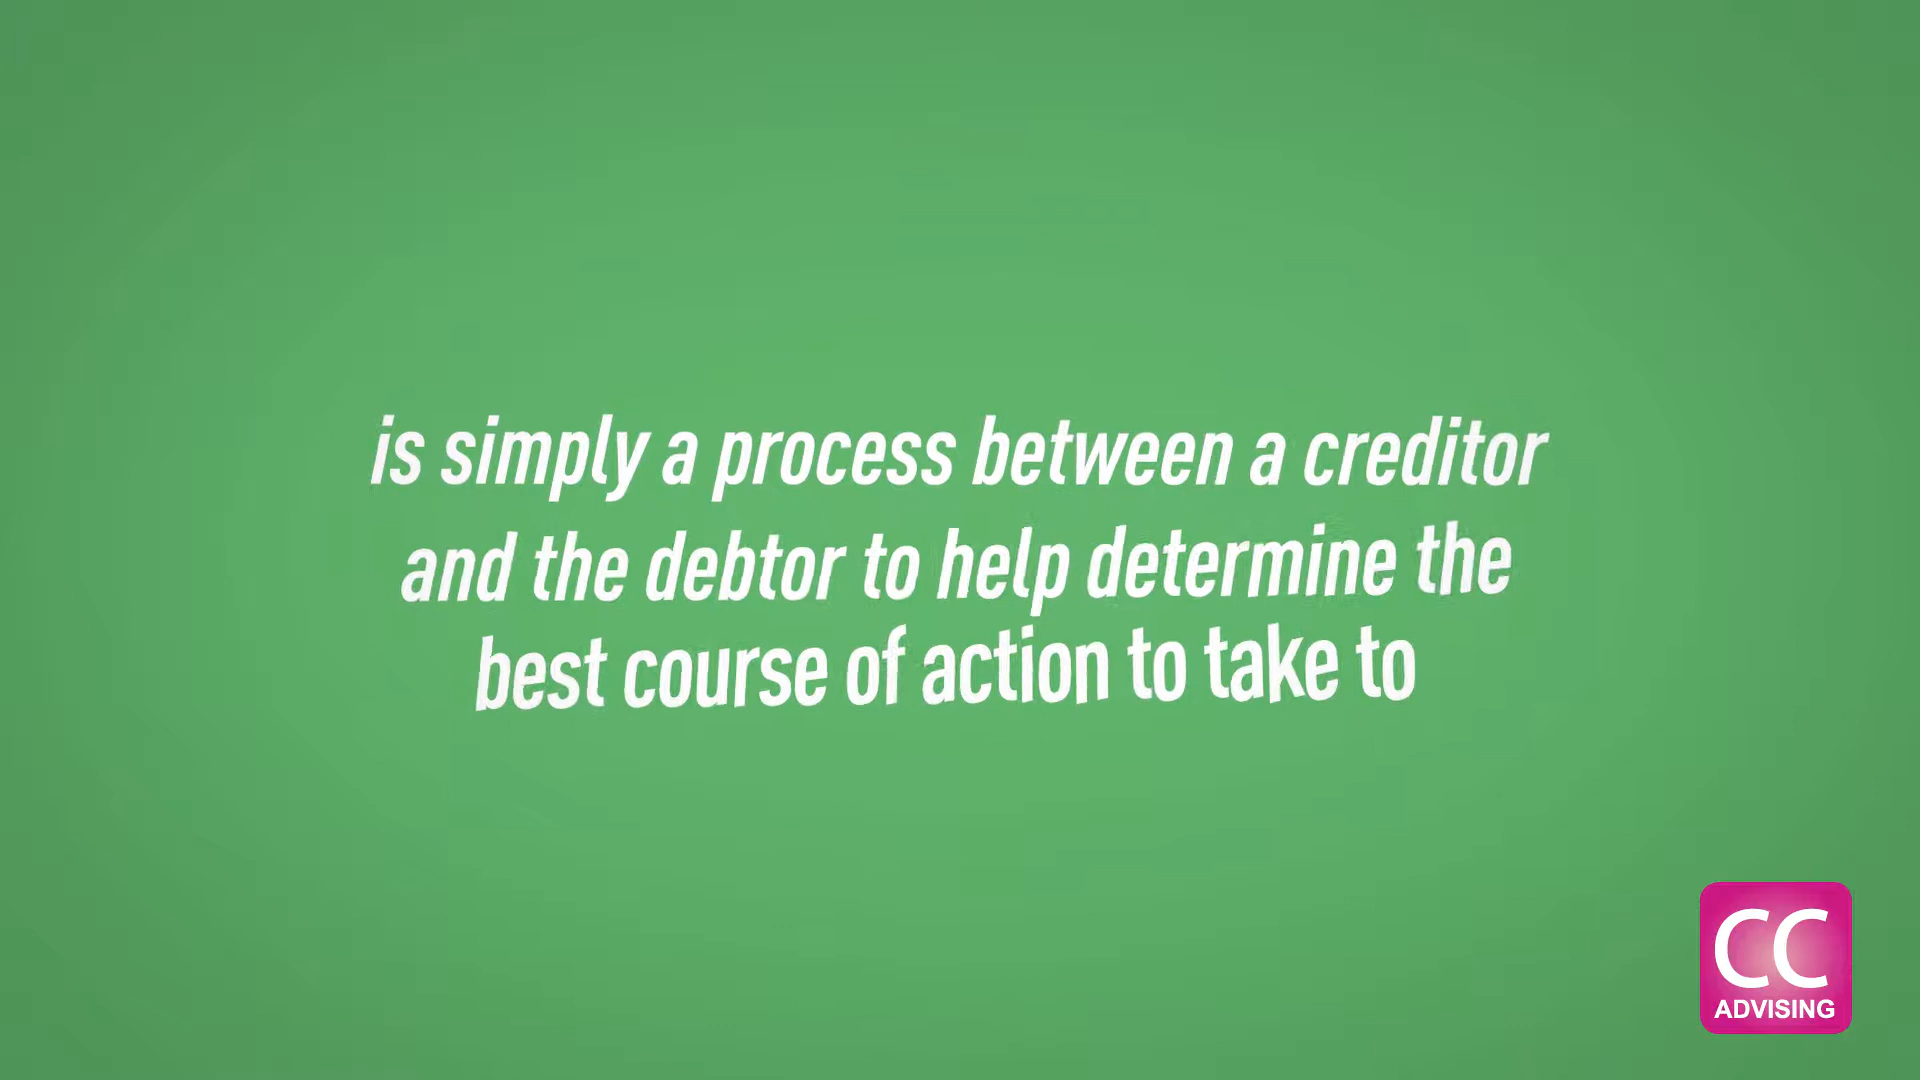 is simply a process between a creditor
and the debtor to help determine the
best course of action to take to
CC
ADVISING